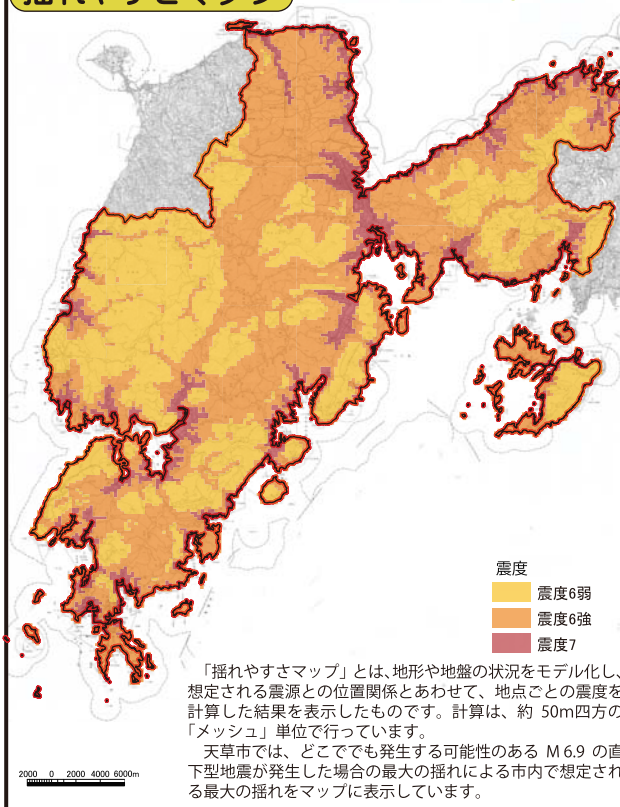 揺れやすさマップ
震度
震度6弱
震度6強
震度7
「揺れやすさマップ」とは、地形や地盤の状況をモデル化し、
想定される震源との位置関係とあわせて、地点ごとの震度を
計算した結果を表示したものです。計算は、約 50m四方の
「メッシュ」単位で行っています。
天草市では、どこででも発生する可能性のある M6.9 の直
下型地震が発生した場合の最大の揺れによる市内で想定され
る最大の揺れをマップに表示しています。
2000 0 2000 4000 6000m